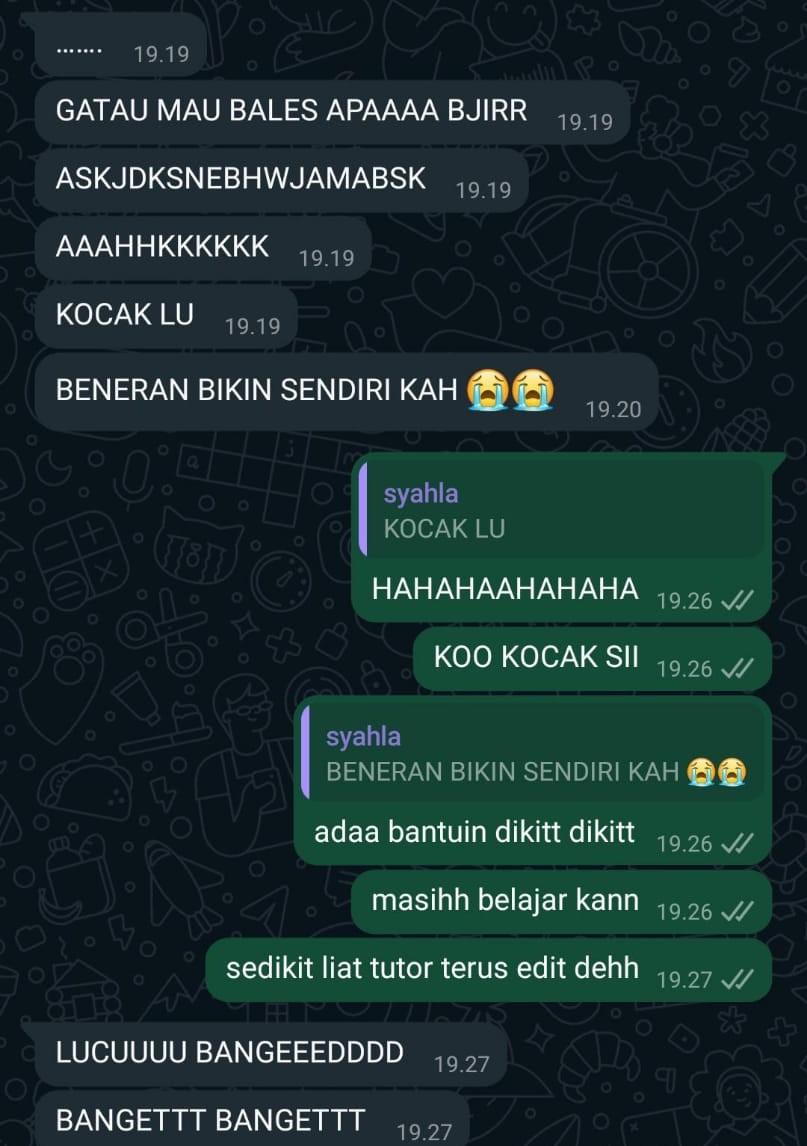 ....... 19.19
GATAU MAU BALES APAAAA BJIRR 19.19
ASKJDKSNEBHWJAMABSK 19.19
AAAHHKKKKKK 19.19
KOCAK LU 19.19
BENERAN BIKIN SENDIRI KAH 😭😭 19.20
syahla
KOCAK LU
HAHAHAAHAHAHA 19.26
KOO KOCAK SII 19.26
syahla
BENERAN BIKIN SENDIRI KAH 😭😭
adaa bantuin dikitt dikitt 19.26
masihh belajar kann 19.26
sedikit liat tutor terus edit dehh 19.27
LUCUUUU BANGEEEDDDD 19.27
BANGETTT BANGETTT 19.27